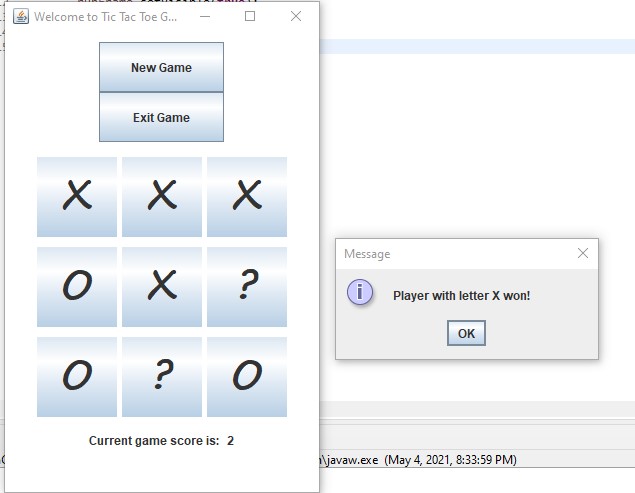 Welcome to Tic Tac Toe G...
New Game
Exit Game
X X X
O X ?
O ? O
Current game score is: 2
Message
i
Player with letter X won!
OK
\javaw.exe (May 4, 2021, 8:33:59 PM)